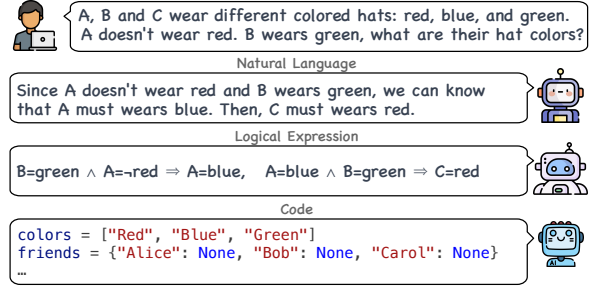 A, B and C wear different colored hats: red, blue, and green.
A doesn't wear red. B wears green, what are their hat colors?
Natural Language
Since A doesn't wear red and B wears green, we can know
that A must wears blue. Then, C must wears red.
Logical Expression
B=green ∧ A=¬red ⇒ A=blue, A=blue ∧ B=green ⇒ C=red
Code
colors = ["Red", "Blue", "Green"]
friends = {"Alice": None, "Bob": None, "Carol": None}
…
AI